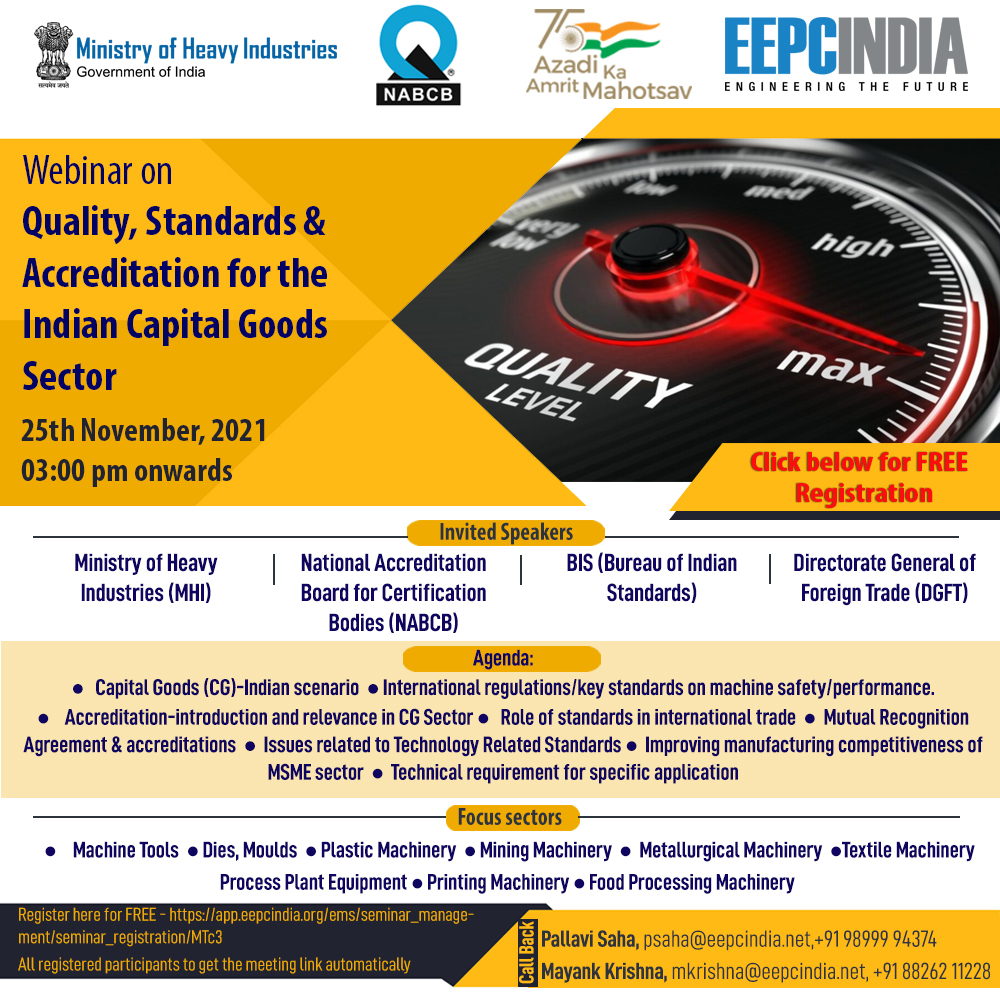 Ministry of Heavy Industries
Government of India
सत्यमेव जयते
NABCB
®
75
Azadi Ka
Amrit Mahotsav
EEPCINDIA
ENGINEERING THE FUTURE
Webinar on
Quality, Standards &
Accreditation for the
Indian Capital Goods
Sector
25th November, 2021
03:00 pm onwards
very low
low
med
high
max
QUALITY
LEVEL
Click below for FREE
Registration
Invited Speakers
Ministry of Heavy
Industries (MHI)
National Accreditation
Board for Certification
Bodies (NABCB)
BIS (Bureau of Indian
Standards)
Directorate General of
Foreign Trade (DGFT)
Agenda:
● Capital Goods (CG)-Indian scenario ● International regulations/key standards on machine safety/performance.
● Accreditation-introduction and relevance in CG Sector ● Role of standards in international trade ● Mutual Recognition
Agreement & accreditations ● Issues related to Technology Related Standards ● Improving manufacturing competitiveness of
MSME sector ● Technical requirement for specific application
Focus sectors
● Machine Tools ● Dies, Moulds ● Plastic Machinery ● Mining Machinery ● Metallurgical Machinery ● Textile Machinery
Process Plant Equipment ● Printing Machinery ● Food Processing Machinery
Register here for FREE - https://app.eepcindia.org/ems/seminar_manage-
ment/seminar_registration/MTc3
All registered participants to get the meeting link automatically
Call Back
Pallavi Saha, psaha@eepcindia.net,+91 98999 94374
Mayank Krishna, mkrishna@eepcindia.net, +91 88262 11228